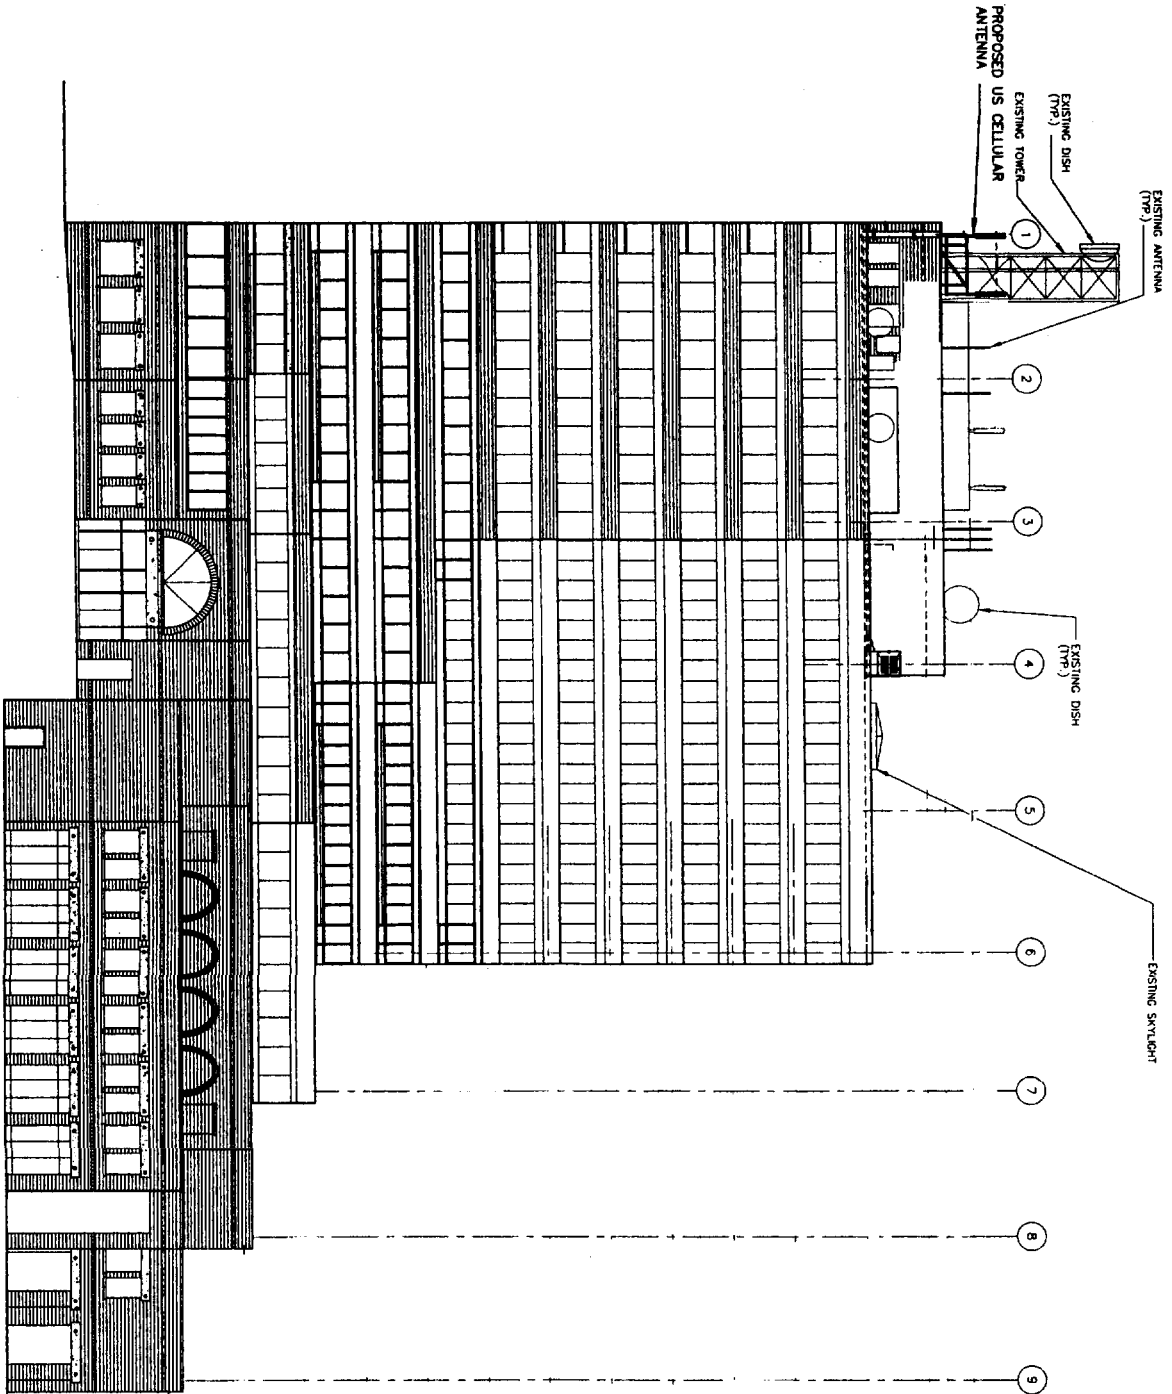 PROPOSED US CELLULAR
ANTENNA
EXISTING TOWER
EXISTING DISH
(TYP.)
EXISTING ANTENNA
(TYP.)
EXISTING DISH
(TYP.)
EXISTING SKYLIGHT
1
2
3
4
5
6
7
8
9